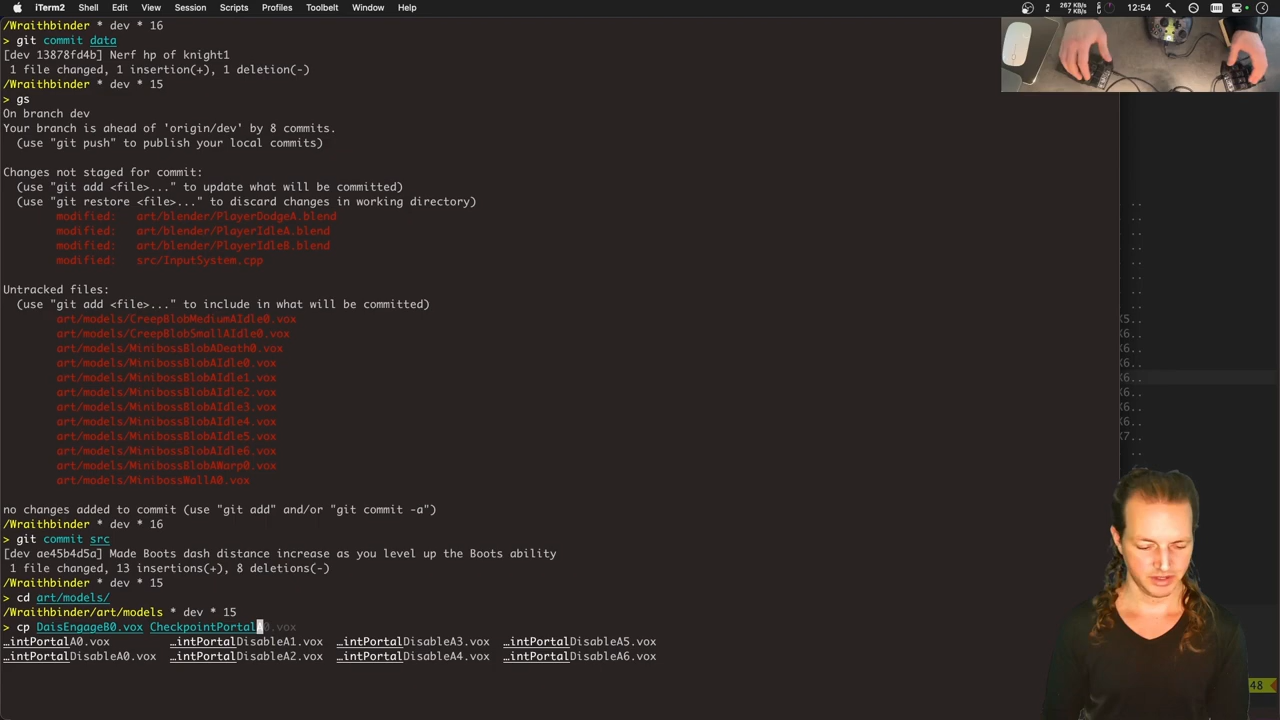 iTerm2 Shell Edit View Session Scripts Profiles Toolbelt Window Help 267 KB/s 7 KB/s 12:54
/Wraithbinder * dev * 16
> git commit data
[dev 13878fd4b] Nerf hp of knight1
1 file changed, 1 insertion(+), 1 deletion(-)
/Wraithbinder * dev * 15
> gs
On branch dev
Your branch is ahead of 'origin/dev' by 8 commits.
(use "git push" to publish your local commits)
Changes not staged for commit:
(use "git add <file>..." to update what will be committed)
(use "git restore <file>..." to discard changes in working directory)
modified: art/blender/PlayerDodgeA.blend
modified: art/blender/PlayerIdleA.blend
modified: art/blender/PlayerIdleB.blend
modified: src/InputSystem.cpp
Untracked files:
(use "git add <file>..." to include in what will be committed)
art/models/CreepBlobMediumAIdle0.vox
art/models/CreepBlobSmallAIdle0.vox
art/models/MinibossBlobADeath0.vox
art/models/MinibossBlobAIdle0.vox
art/models/MinibossBlobAIdle1.vox
art/models/MinibossBlobAIdle2.vox
art/models/MinibossBlobAIdle3.vox
art/models/MinibossBlobAIdle4.vox
art/models/MinibossBlobAIdle5.vox
art/models/MinibossBlobAIdle6.vox
art/models/MinibossBlobAWarp0.vox
art/models/MinibossWallA0.vox
no changes added to commit (use "git add" and/or "git commit -a")
/Wraithbinder * dev * 16
> git commit src
[dev ae45b4d5a] Made Boots dash distance increase as you level up the Boots ability
1 file changed, 13 insertions(+), 8 deletions(-)
/Wraithbinder * dev * 15
> cd art/models/
/Wraithbinder/art/models * dev * 15
> cp DaisEngageB0.vox CheckpointPortalA0.vox
…intPortalA0.vox …intPortalDisableA1.vox …intPortalDisableA3.vox …intPortalDisableA5.vox
…intPortalDisableA0.vox …intPortalDisableA2.vox …intPortalDisableA4.vox …intPortalDisableA6.vox
48